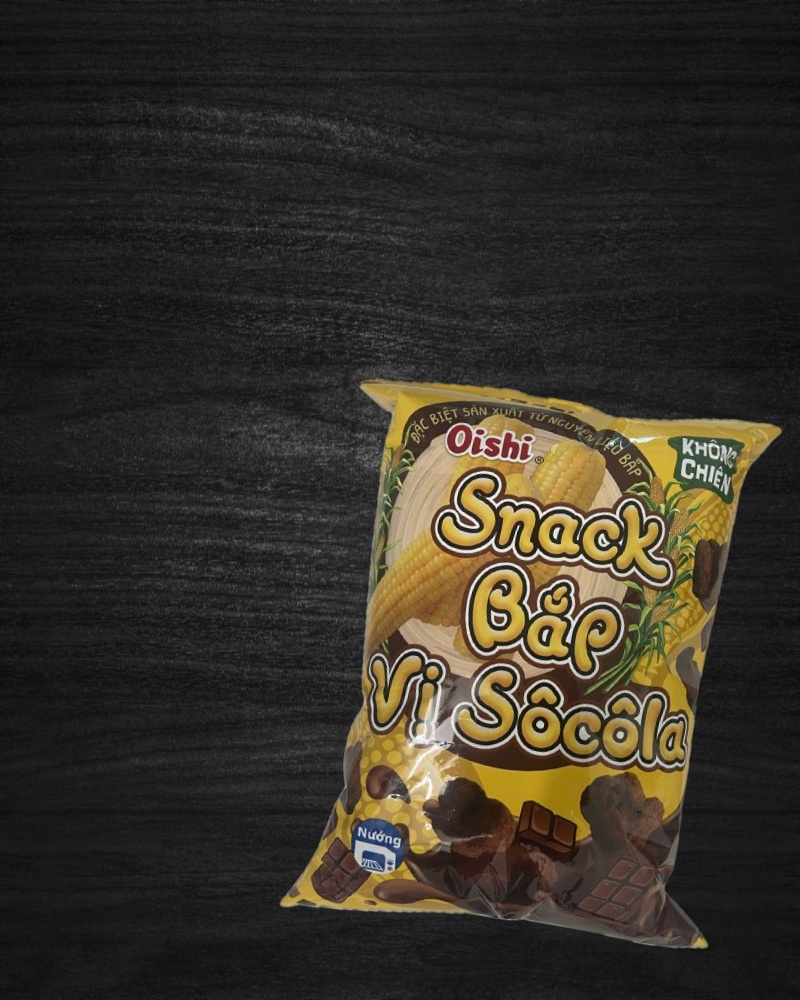 ĐẶC BIỆT SẢN XUẤT TỪ NGUYÊN LIỆU BẮP
Oishi®
KHÔNG
CHIÊN
Snack
Bắp
Vị Sôcôla
Nướng